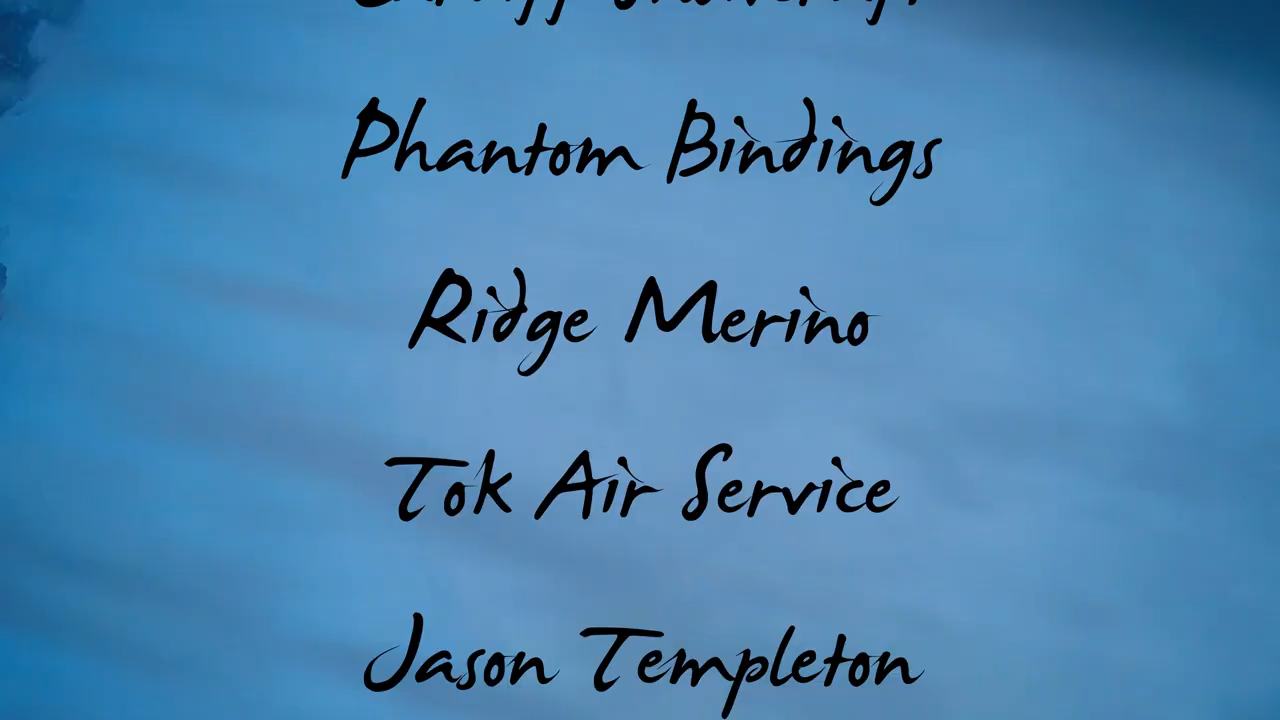 Phantom Bindings
Ridge Merino
Tok Air Service
Jason Templeton